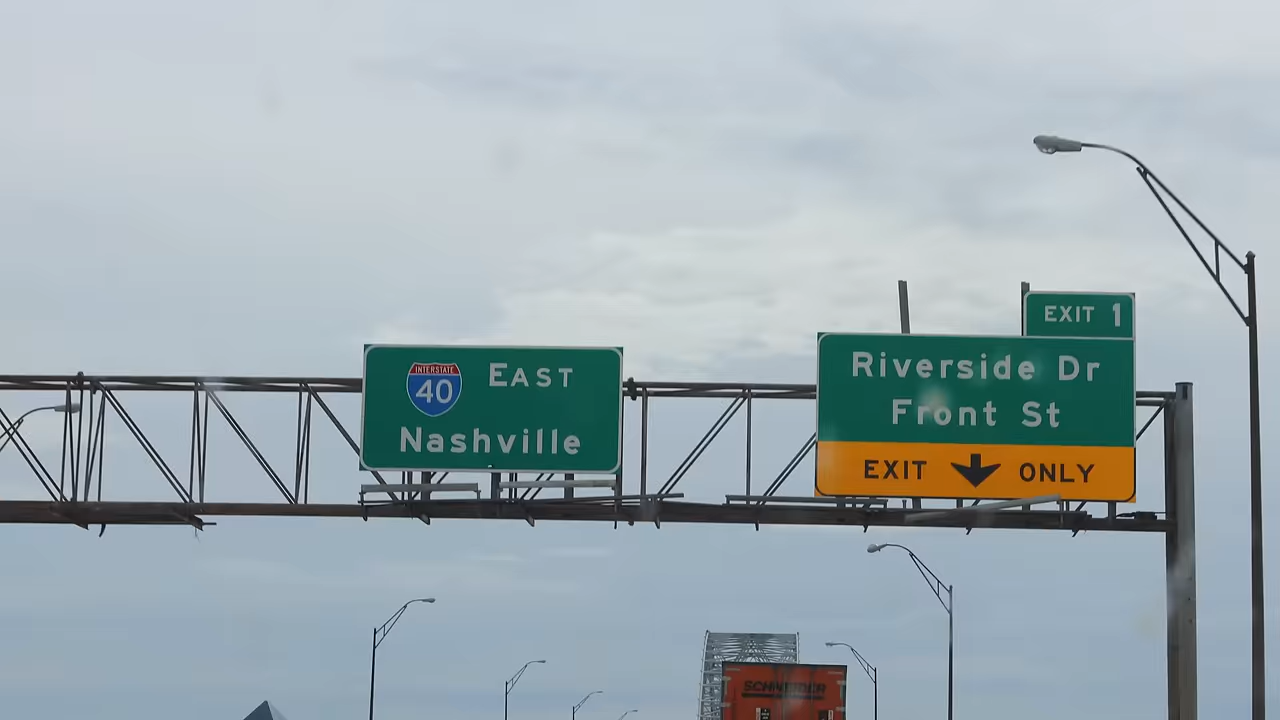 INTERSTATE
40
EAST
Nashville
EXIT 1
Riverside Dr
Front St
EXIT ONLY
SCHNEIDER